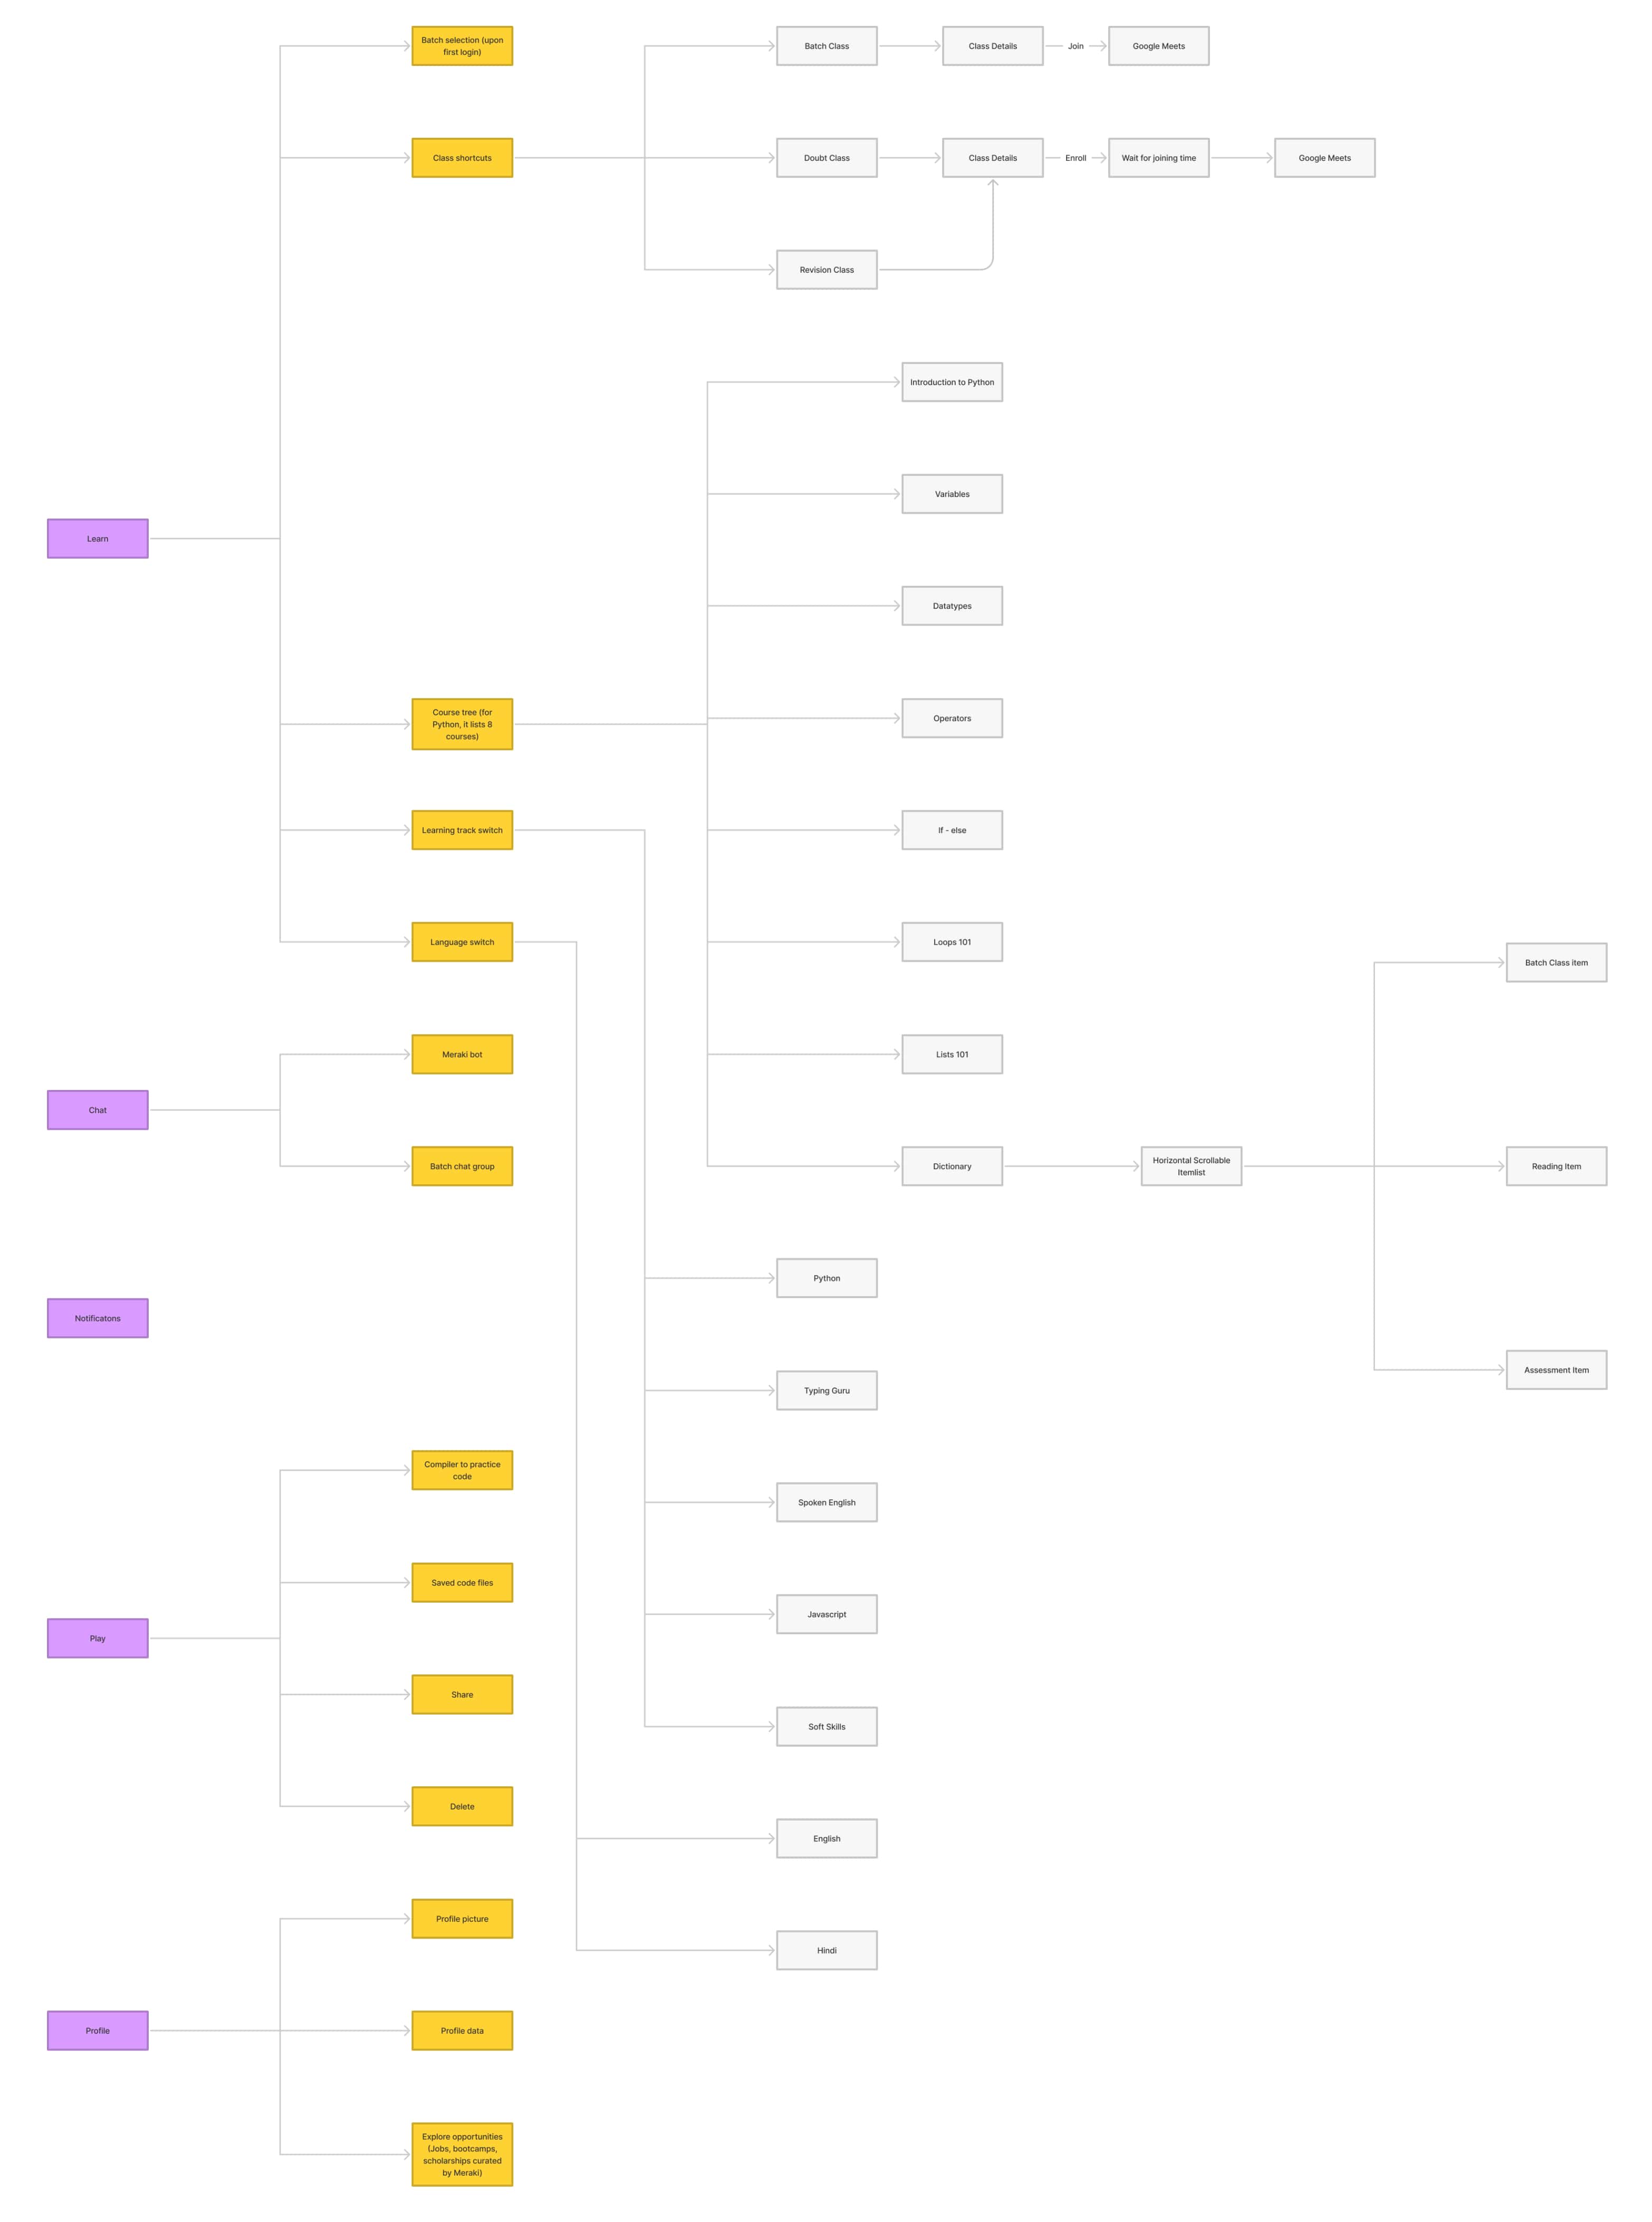 Batch selection (upon
first login)
Batch Class
Class Details
Join
Google Meets
Class shortcuts
Doubt Class
Class Details
Enroll
Wait for joining time
Google Meets
Revision Class
Introduction to Python
Variables
Learn
Datatypes
Course tree (for
Python, it lists 8
courses)
Operators
Learning track switch
If - else
Language switch
Loops 101
Batch Class item
Meraki bot
Lists 101
Chat
Batch chat group
Dictionary
Horizontal Scrollable
Itemlist
Reading Item
Python
Notificatons
Typing Guru
Assessment Item
Compiler to practice
code
Spoken English
Saved code files
Javascript
Play
Share
Soft Skills
Delete
English
Profile picture
Hindi
Profile
Profile data
Explore opportunities
(Jobs, bootcamps,
scholarships curated
by Meraki)